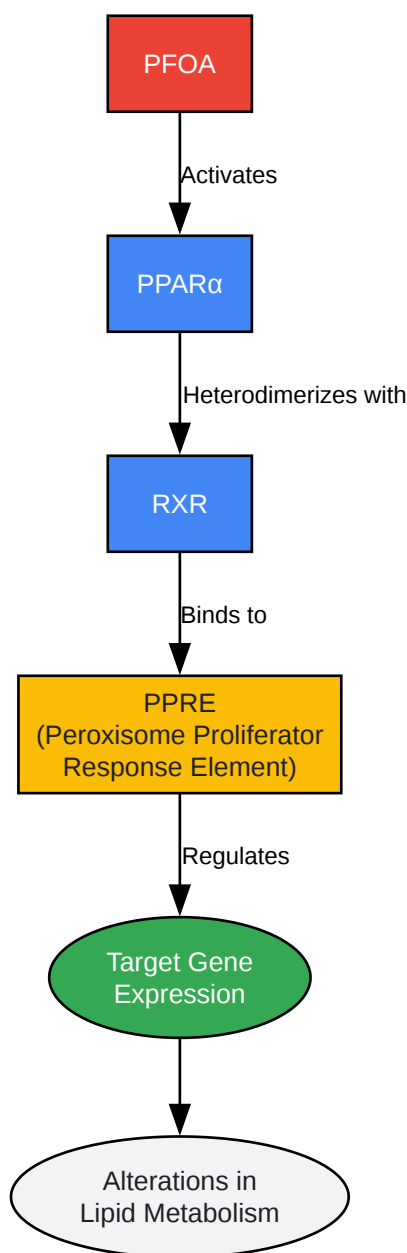 PFOA
Activates
PPARα
Heterodimerizes with
RXR
Binds to
PPRE
(Peroxisome Proliferator
Response Element)
Regulates
Target Gene
Expression
Alterations in
Lipid Metabolism